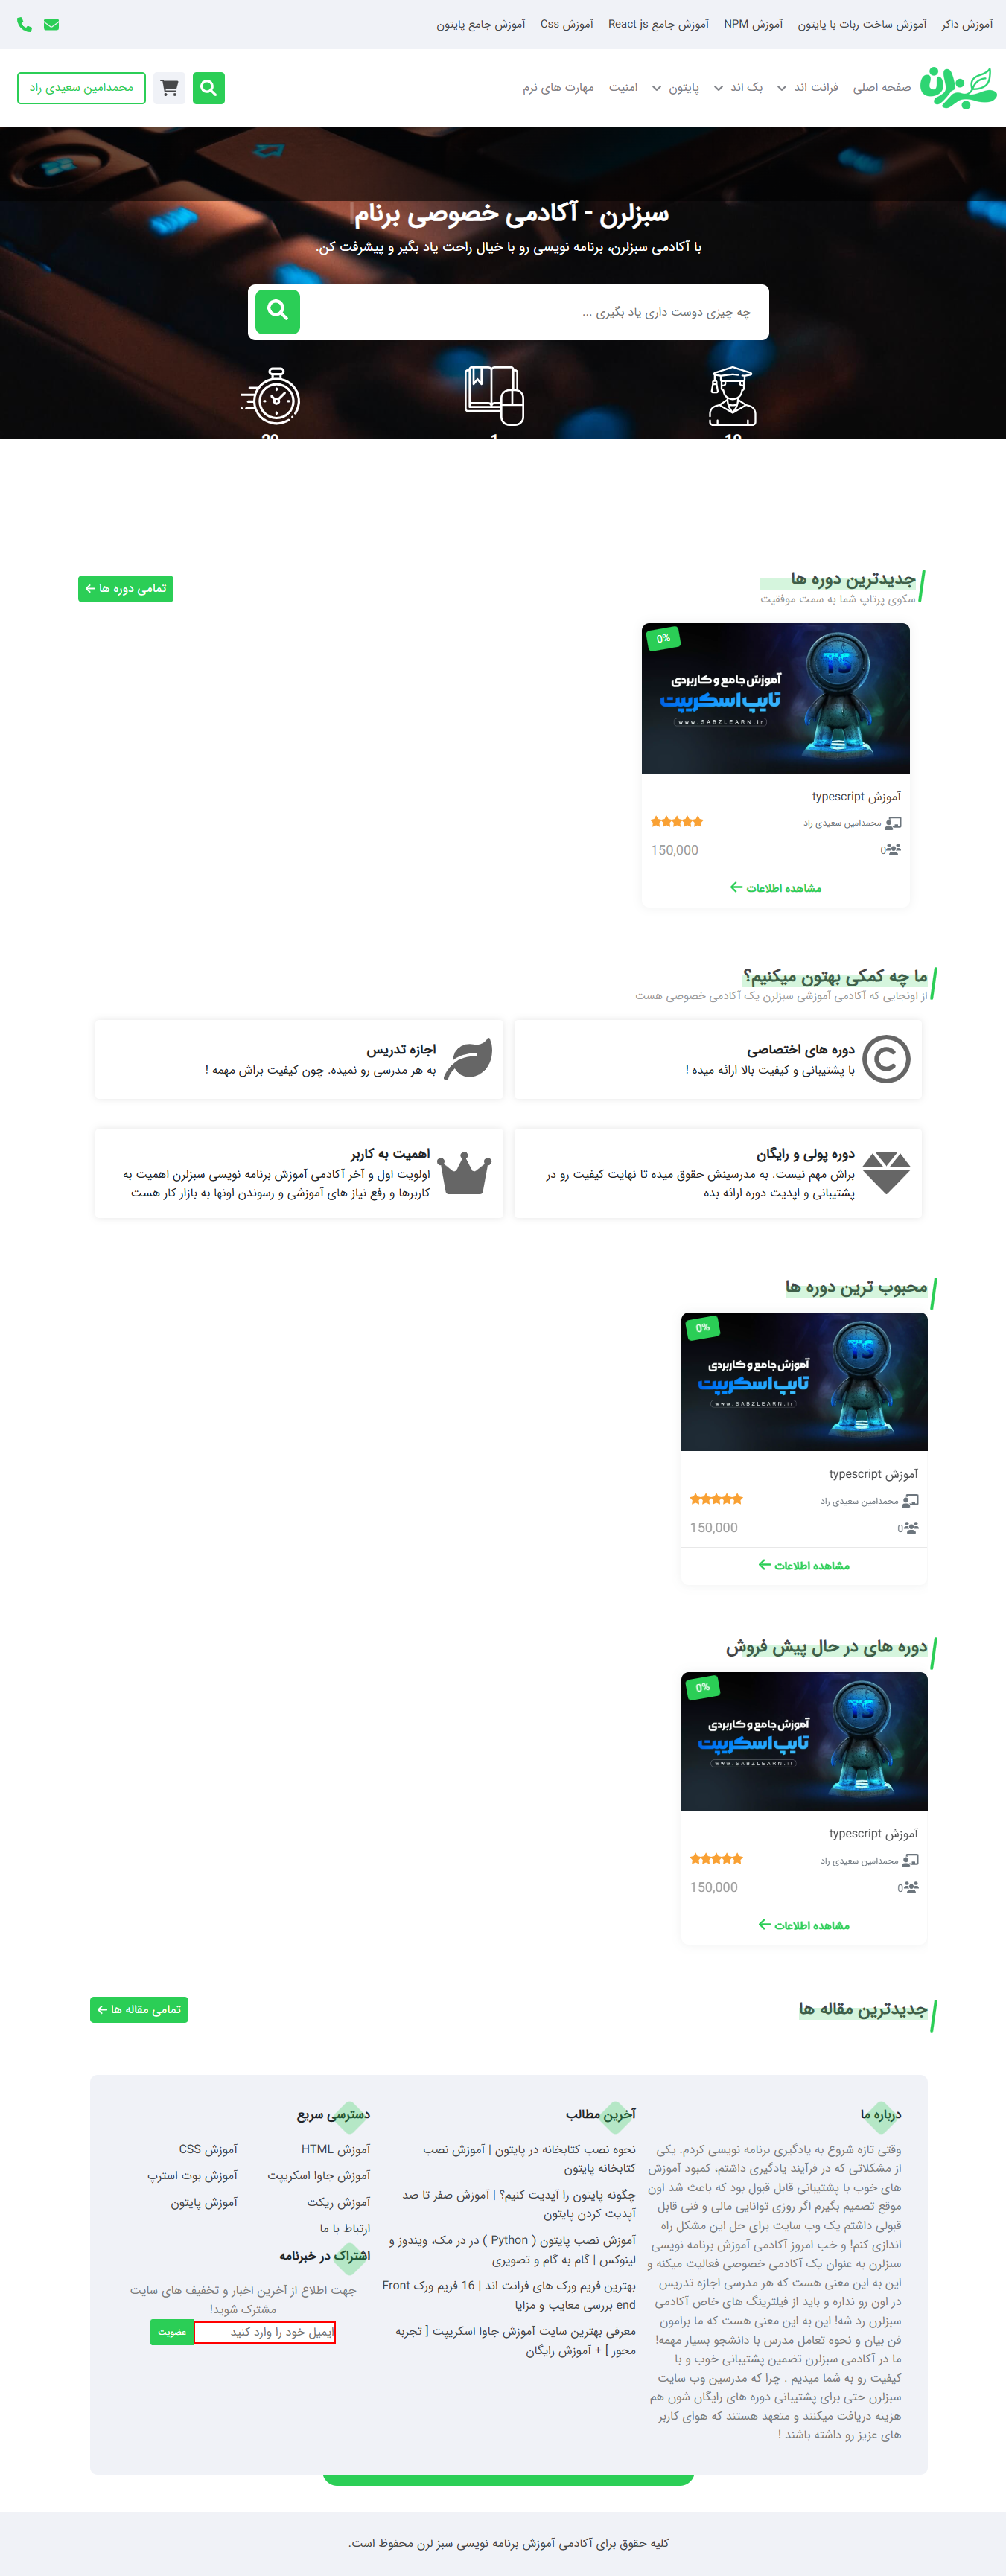 آموزش داکر آموزش ساخت ربات با پایتون آموزش NPM آموزش جامع React js آموزش Css آموزش جامع پایتون
سبزلرن
صفحه اصلی فرانت اند بک اند پایتون امنیت مهارت های نرم
محمدامین سعیدی راد
سبزلرن - آکادمی خصوصی برنام
با آکادمی سبزلرن، برنامه نویسی رو با خیال راحت یاد بگیر و پیشرفت کن.
چه چیزی دوست داری یاد بگیری ...
جدیدترین دوره ها
سکوی پرتاپ شما به سمت موفقیت
تمامی دوره ها
0%
آموزش جامع و کاربردی
تایپ اسکریپت
www.SABZLEARN.ir
آموزش typescript
محمدامین سعیدی راد
0
150,000
مشاهده اطلاعات
ما چه کمکی بهتون میکنیم؟
از اونجایی که آکادمی آموزشی سبزلرن یک آکادمی خصوصی هست
دوره های اختصاصی
با پشتیبانی و کیفیت بالا ارائه میده !
اجازه تدریس
به هر مدرسی رو نمیده. چون کیفیت براش مهمه !
دوره پولی و رایگان
براش مهم نیست. به مدرسینش حقوق میده تا نهایت کیفیت رو در
پشتیبانی و اپدیت دوره ارائه بده
اهمیت به کاربر
اولویت اول و آخر آکادمی آموزش برنامه نویسی سبزلرن اهمیت به
کاربرها و رفع نیاز های آموزشی و رسوندن اونها به بازار کار هست
محبوب ترین دوره ها
0%
آموزش جامع و کاربردی
تایپ اسکریپت
www.SABZLEARN.ir
آموزش typescript
محمدامین سعیدی راد
0
150,000
مشاهده اطلاعات
دوره های در حال پیش فروش
0%
آموزش جامع و کاربردی
تایپ اسکریپت
www.SABZLEARN.ir
آموزش typescript
محمدامین سعیدی راد
0
150,000
مشاهده اطلاعات
جدیدترین مقاله ها
تمامی مقاله ها
درباره ما
وقتی تازه شروع به یادگیری برنامه نویسی کردم. یکی
از مشکلاتی که در فرآیند یادگیری داشتم، کمبود آموزش
های خوب با پشتیبانی قابل قبول بود که باعث شد اون
موقع تصمیم بگیرم اگر روزی توانایی مالی و فنی قابل
قبولی داشتم یک وب سایت برای حل این مشکل راه
اندازی کنم! و خب امروز آکادمی آموزش برنامه نویسی
سبزلرن به عنوان یک آکادمی خصوصی فعالیت میکنه و
این به این معنی هست که هر مدرسی اجازه تدریس
در اون رو نداره و باید از فیلترینگ های خاص آکادمی
سبزلرن رد شه! این به این معنی هست که ما برامون
فن بیان و نحوه تعامل مدرس با دانشجو بسیار مهمه!
ما در آکادمی سبزلرن تضمین پشتیبانی خوب و با
کیفیت رو به شما میدیم . چرا که مدرسین وب سایت
سبزلرن حتی برای پشتیبانی دوره های رایگان شون هم
هزینه دریافت میکنند و متعهد هستند که هوای کاربر
های عزیز رو داشته باشند !
آخرین مطالب
نحوه نصب کتابخانه در پایتون | آموزش نصب
کتابخانه پایتون
چگونه پایتون را آپدیت کنیم؟ | آموزش صفر تا صد
آپدیت کردن پایتون
آموزش نصب پایتون ( Python ) در در مک، ویندوز و
لینوکس | گام به گام و تصویری
بهترین فریم ورک های فرانت اند | 16 فریم ورک Front
end بررسی معایب و مزایا
معرفی بهترین سایت آموزش جاوا اسکریپت [ تجربه
محور ] + آموزش رایگان
دسترسی سریع
آموزش HTML آموزش CSS
آموزش جاوا اسکریپت آموزش بوت استرپ
آموزش ریکت آموزش پایتون
ارتباط با ما
اشتراک در خبرنامه
جهت اطلاع از آخرین اخبار و تخفیف های سایت
مشترک شوید!
ایمیل خود را وارد کنید
عضویت
کلیه حقوق برای آکادمی آموزش برنامه نویسی سبز لرن محفوظ است.